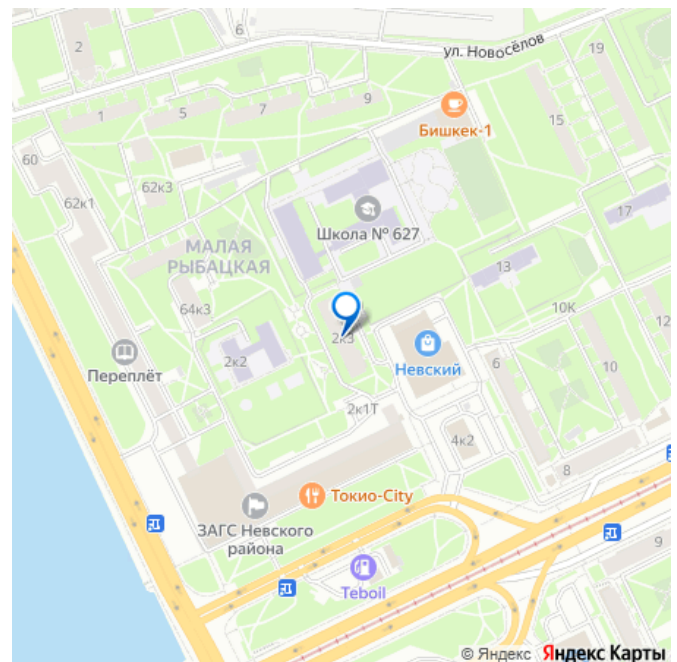 6
2
ул. Новосёлов
19
9
7
5
1
Бишкек-1
15
60
62к3
62к1
Школа № 627
17
МАЛАЯ
РЫБАЦКАЯ
13
64к3
10К
12
2к3
2к2
Переплёт
Невский
6
10
2к1Т
4к2
8
Токио-City
ЗАГС Невского
района
9
Teboil
© Яндекс Яндекс Карты